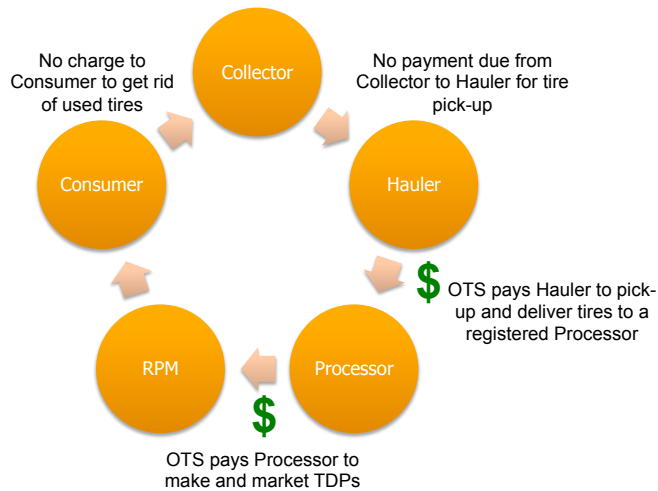 No charge to
Consumer to get rid
of used tires
Collector
No payment due from
Collector to Hauler for tire
pick-up
Consumer
Hauler
$
OTS pays Hauler to pick-
up and deliver tires to a
registered Processor
RPM
Processor
$
OTS pays Processor to
make and market TDPs